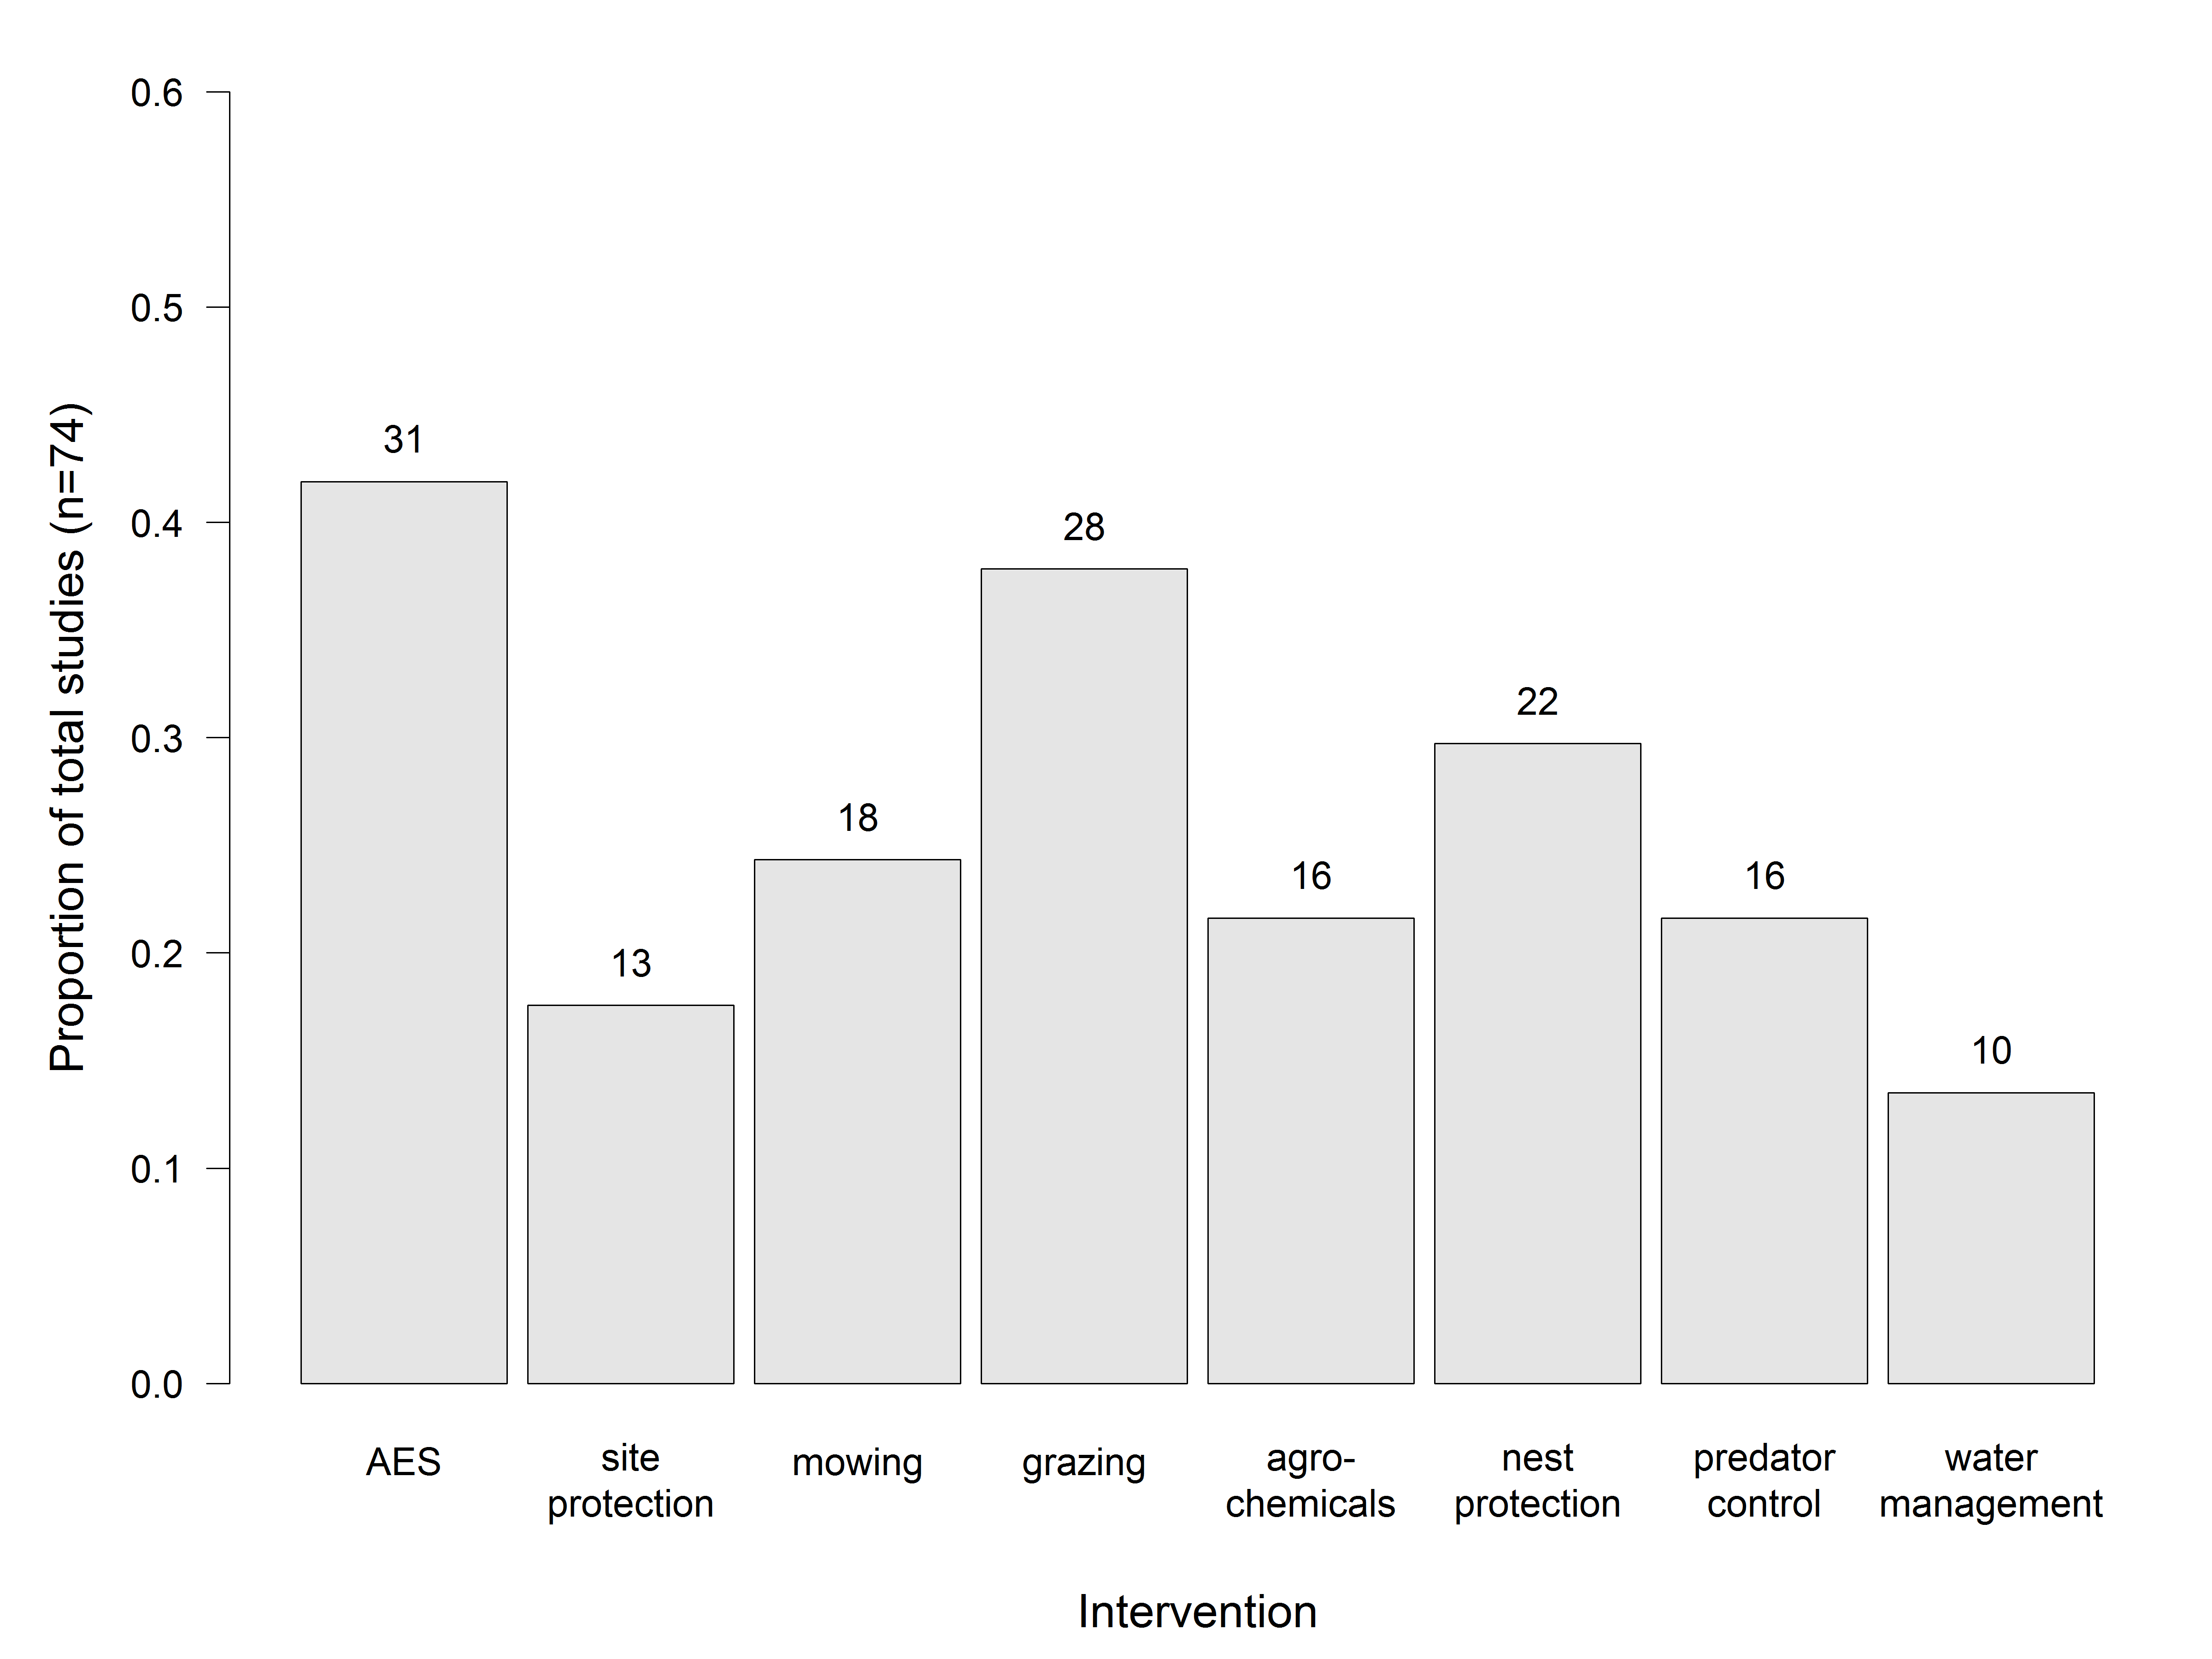 Proportion of total studies (n=74)
0.6
0.5
0.4
0.3
0.2
0.1
0.0
31
13
18
28
16
22
16
10
AES
site
protection
mowing
grazing
agro-
chemicals
nest
protection
predator
control
water
management
Intervention